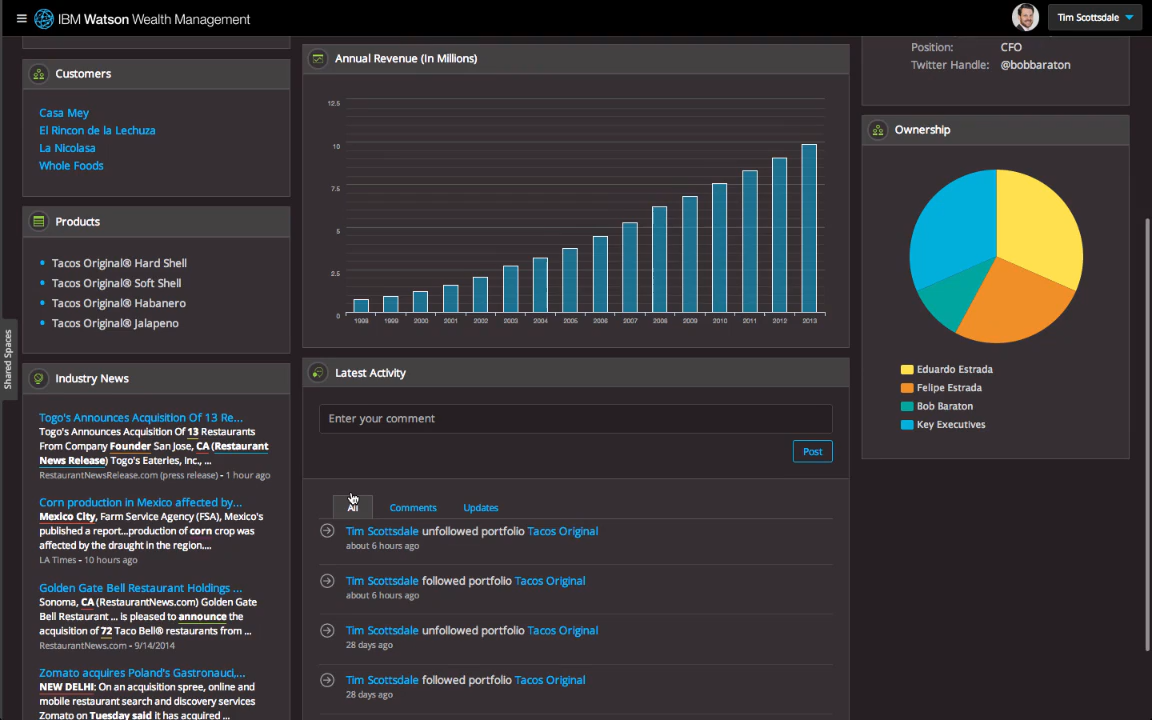 IBM Watson Wealth Management
Tim Scottsdale
Customers
Casa Mey
El Rincon de la Lechuza
La Nicolasa
Whole Foods
Products
Tacos Original® Hard Shell
Tacos Original® Soft Shell
Tacos Original® Habanero
Tacos Original® Jalapeno
Shared Spaces
Industry News
Togo's Announces Acquisition Of 13 Re...
Togo's Announces Acquisition Of 13 Restaurants
From Company Founder San Jose, CA (Restaurant
News Release) Togo's Eateries, Inc., ...
RestaurantNewsRelease.com (press release) - 1 hour ago
Corn production in Mexico affected by...
Mexico City, Farm Service Agency (FSA), Mexico's
published a report...production of corn crop was
affected by the draught in the region....
LA Times - 10 hours ago
Golden Gate Bell Restaurant Holdings ...
Sonoma, CA (RestaurantNews.com) Golden Gate
Bell Restaurant ... is pleased to announce the
acquisition of 72 Taco Bell® restaurants from ...
RestaurantNews.com - 9/14/2014
Zomato acquires Poland's Gastronauci,...
NEW DELHI: On an acquisition spree, online and
mobile restaurant search and discovery services
Zomato on Tuesday said it has acquired ...
Annual Revenue (In Millions)
12.5
10
7.5
5
2.5
0
1998 1999 2000 2001 2002 2003 2004 2005 2006 2007 2008 2009 2010 2011 2012 2013
Latest Activity
Enter your comment
Post
All Comments Updates
Tim Scottsdale unfollowed portfolio Tacos Original
about 6 hours ago
Tim Scottsdale followed portfolio Tacos Original
about 6 hours ago
Tim Scottsdale unfollowed portfolio Tacos Original
28 days ago
Tim Scottsdale followed portfolio Tacos Original
28 days ago
Position: CFO
Twitter Handle: @bobbaraton
Ownership
Eduardo Estrada
Felipe Estrada
Bob Baraton
Key Executives